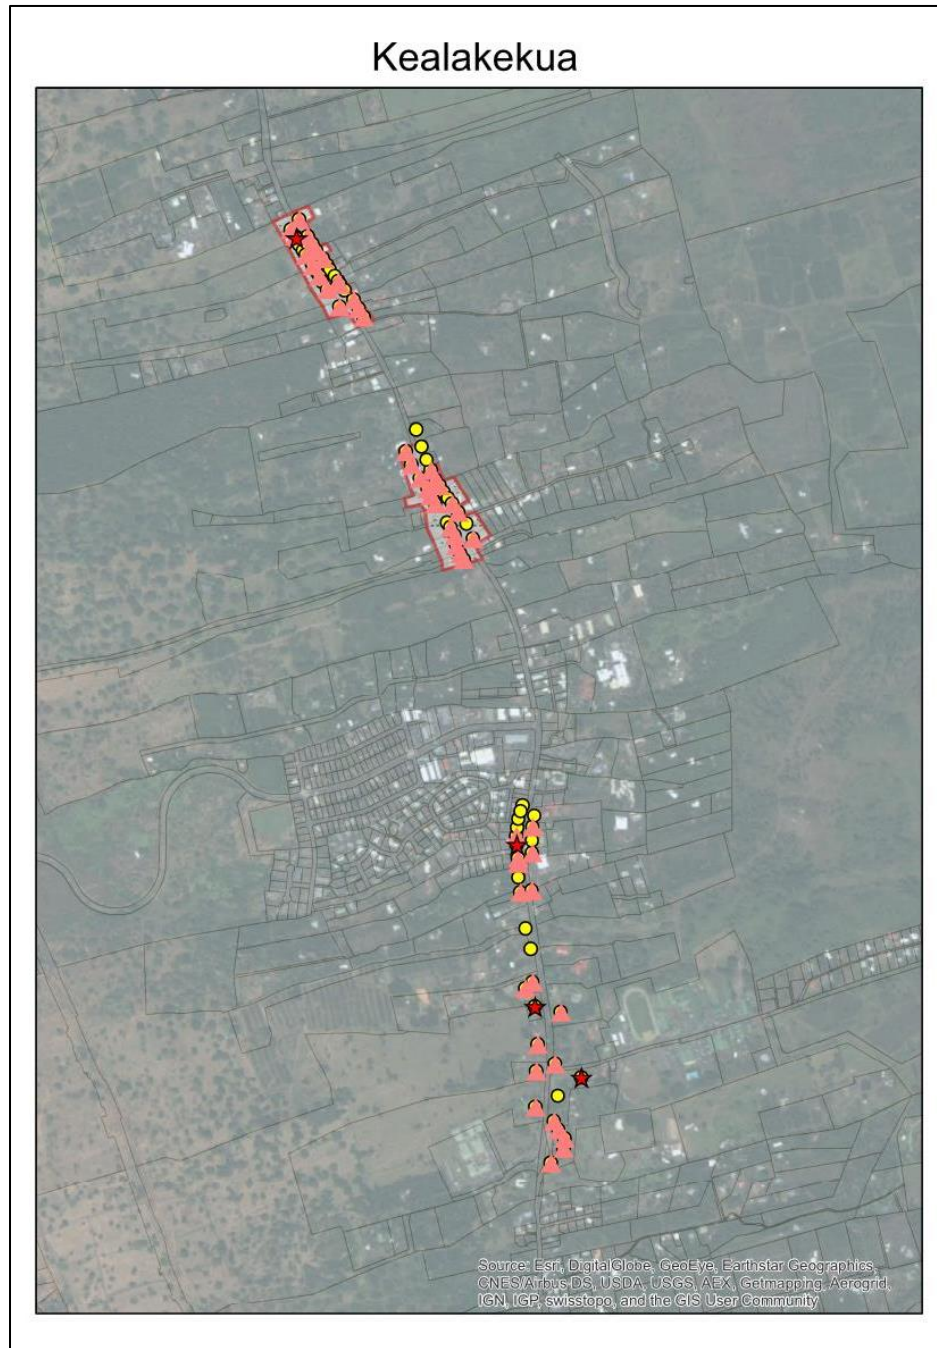 Kealakekua
Source: Esri, DigitalGlobe, GeoEye, Earthstar Geographics,
CNES/Airbus DS, USDA, USGS, AEX, Getmapping, Aerogrid,
IGN, IGP, swisstopo, and the GIS User Community